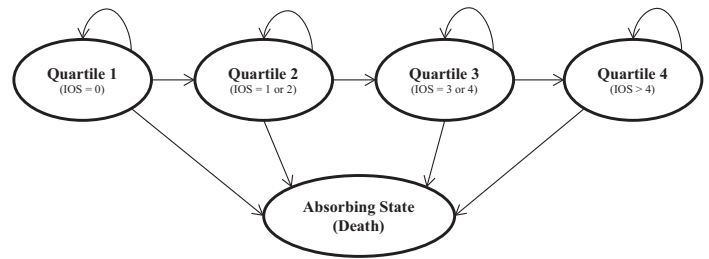 Quartile 1
(IOS = 0)
Quartile 2
(IOS = 1 or 2)
Quartile 3
(IOS = 3 or 4)
Quartile 4
(IOS > 4)
Absorbing State
(Death)